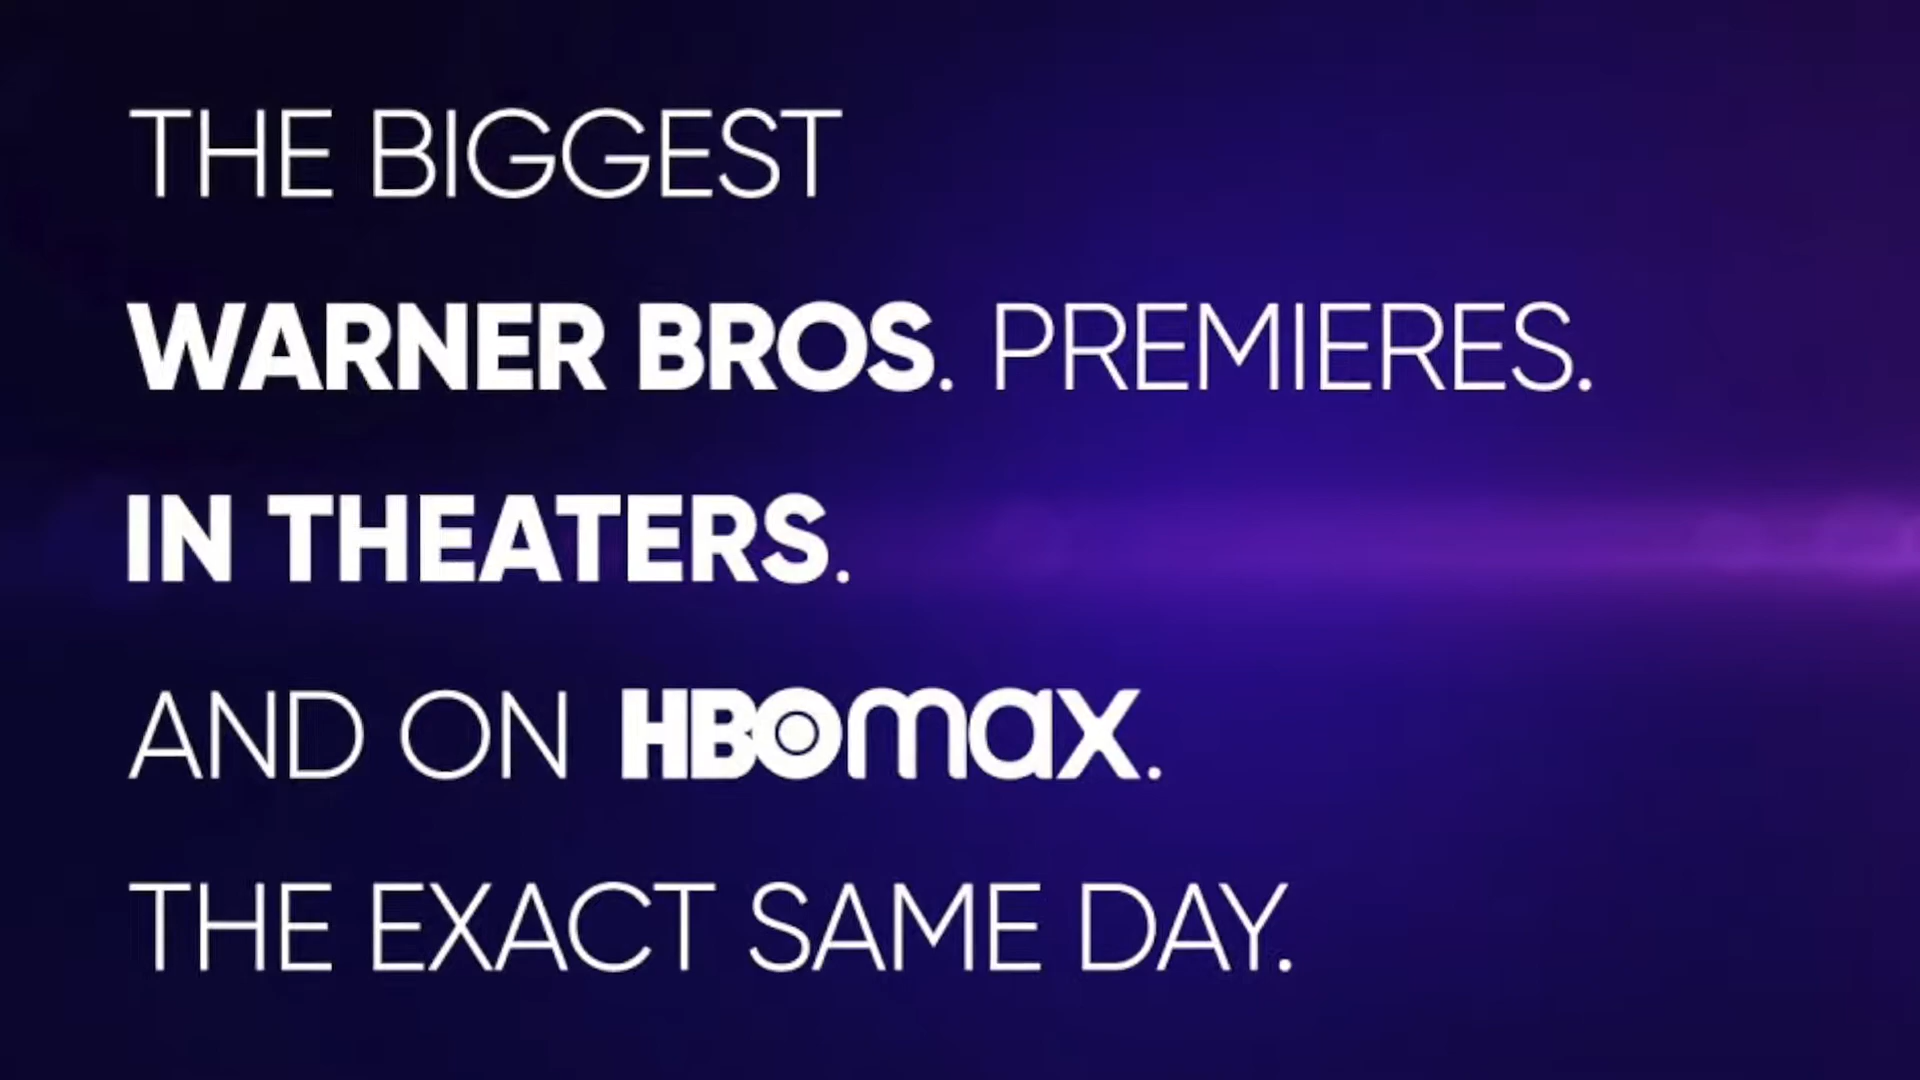 THE BIGGEST
WARNER BROS. PREMIERES.
IN THEATERS.
AND ON HBOmax.
THE EXACT SAME DAY.